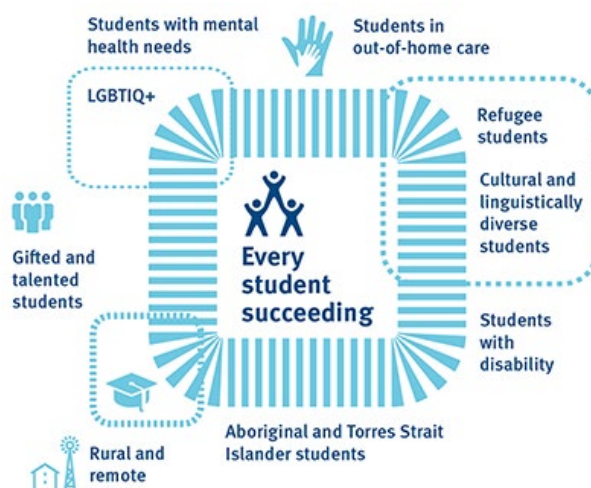 Students with mental
health needs
Students in
out-of-home care
LGBTIQ+
Refugee
students
Cultural and
linguistically
diverse
students
Every
student
succeeding
Gifted and
talented
students
Students
with
disability
Aboriginal and Torres Strait
Islander students
Rural and
remote